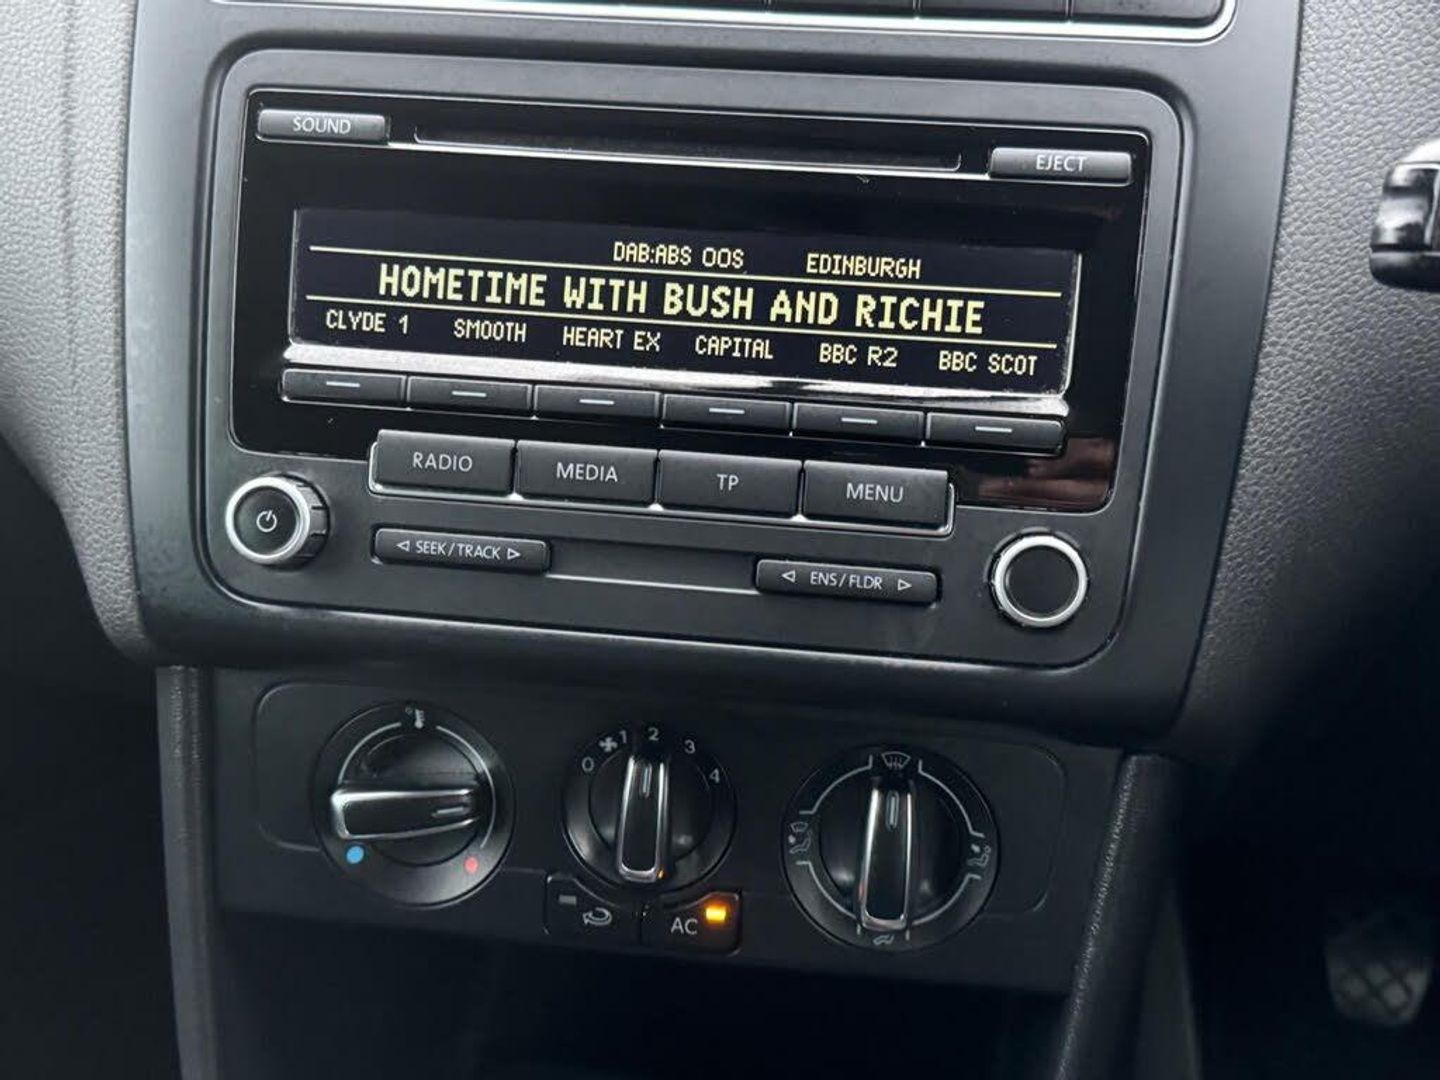 SOUND
EJECT
DAB:ABS 00S EDINBURGH
HOMETIME WITH BUSH AND RICHIE
CLYDE 1 SMOOTH HEART EX CAPITAL BBC R2 BBC SCOT
RADIO MEDIA TP MENU
SEEK/TRACK
ENS/FLDR
0 1 2 3 4
AC